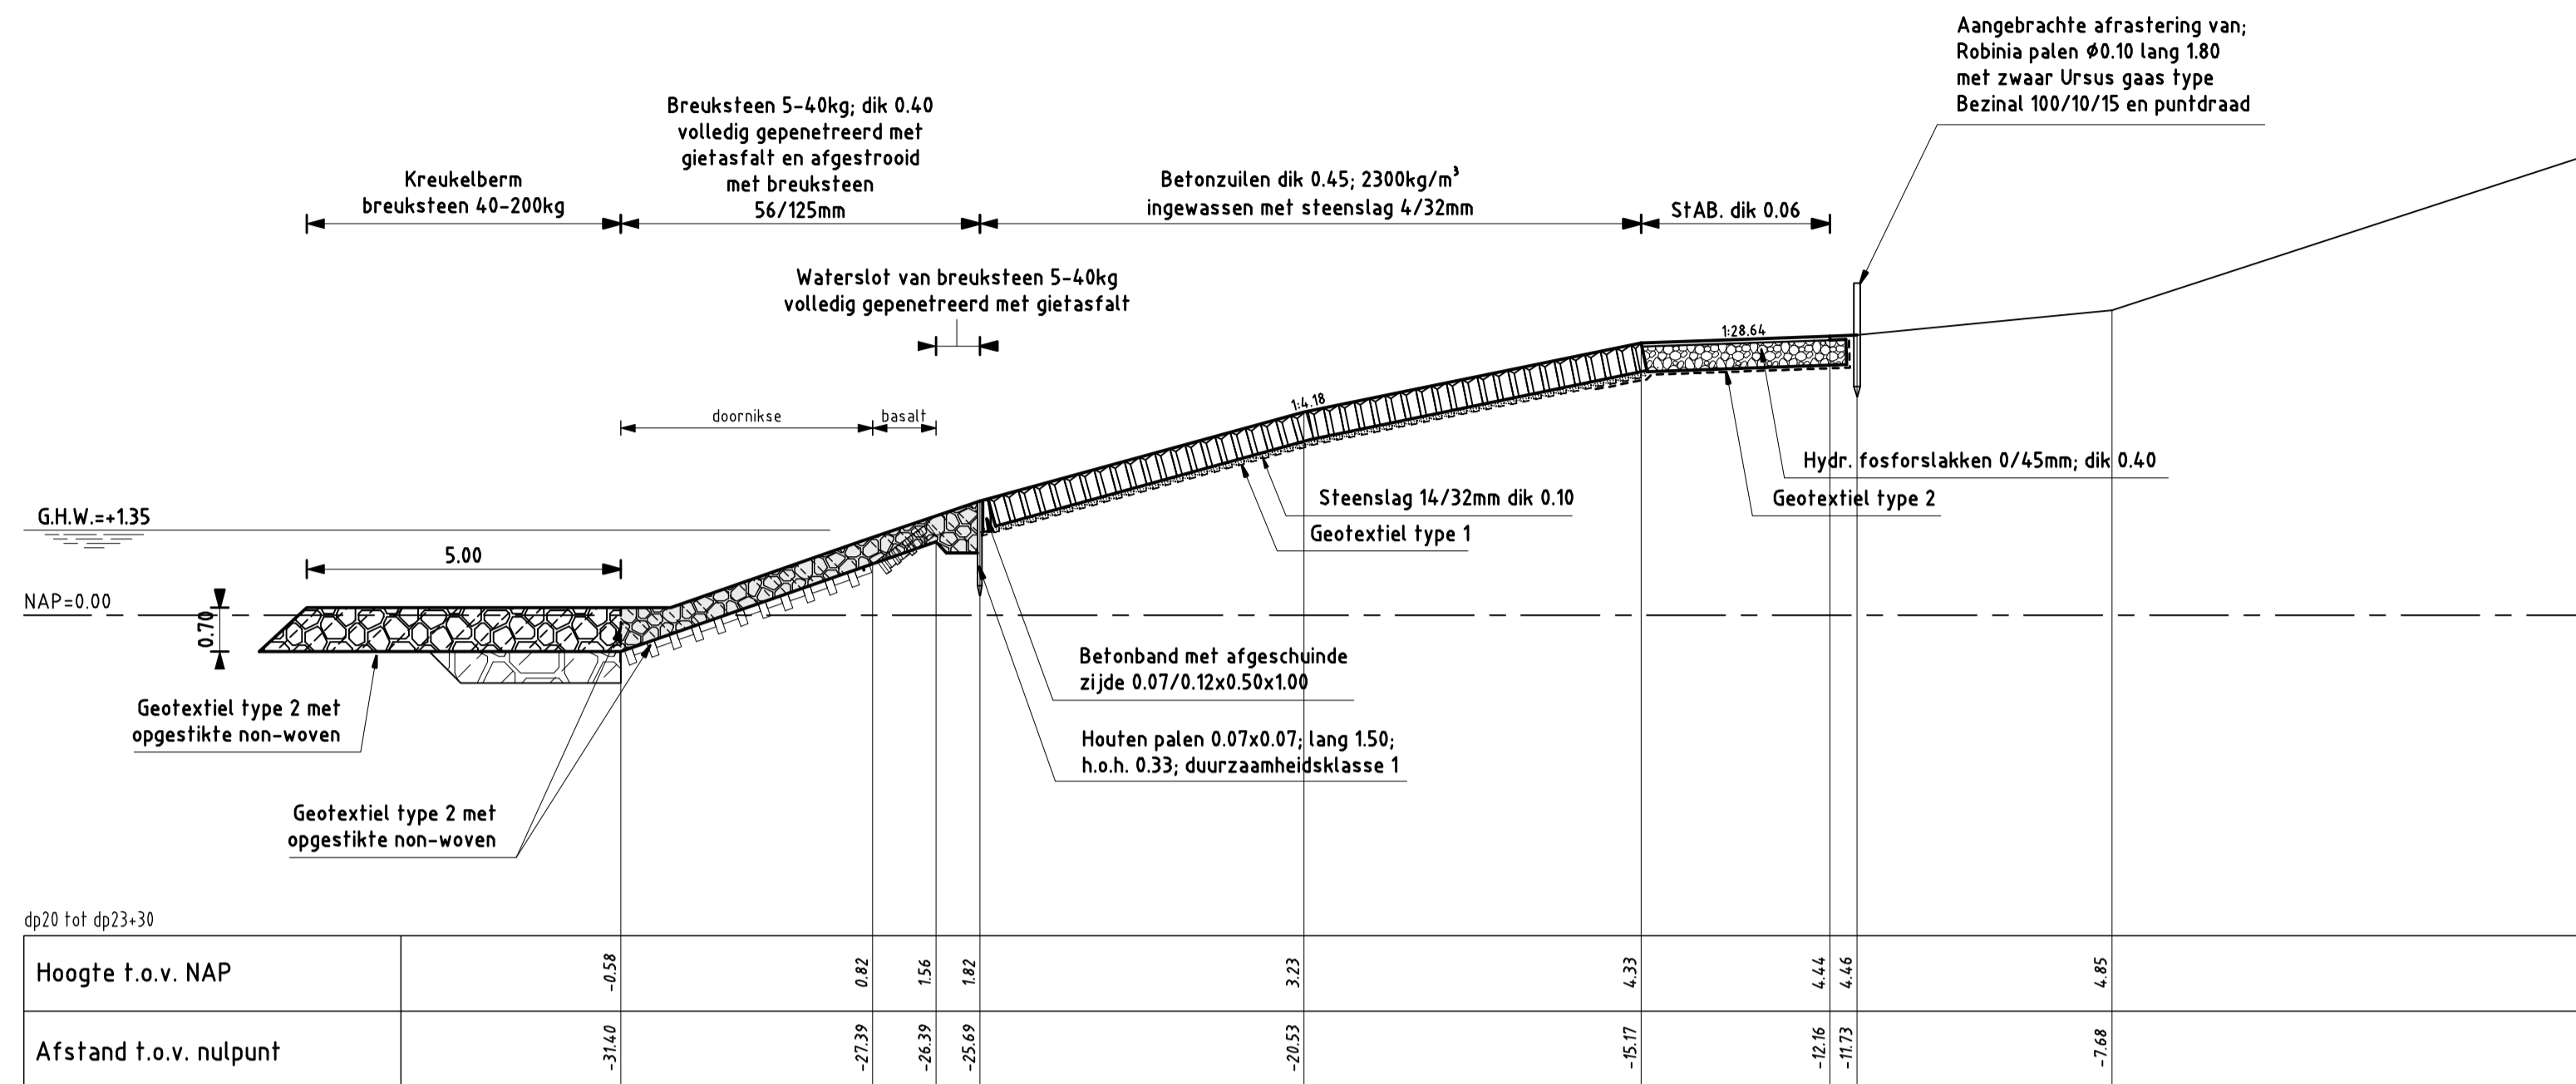 Aangebrachte afrastering van;
Robinia palen ϕ0.10 lang 1.80
met zwaar Ursus gaas type
Bezinal 100/10/15 en puntdraad
Breuksteen 5-40kg; dik 0.40
volledig gepenetreerd met
gietasfalt en afgestrooid
met breuksteen
56/125mm
Kreukelberm
breuksteen 40-200kg
Betonzuilen dik 0.45; 2300kg/m³
ingewassen met steenslag 4/32mm
StAB. dik 0.06
Waterslot van breuksteen 5-40kg
volledig gepenetreerd met gietasfalt
1:28.64
1:4.18
doornikse
basalt
Hydr. fosforslakken 0/45mm; dik 0.40
Geotextiel type 2
Steenslag 14/32mm dik 0.10
Geotextiel type 1
G.H.W.=+1.35
5.00
NAP=0.00
0.70
Betonband met afgeschuinde
zijde 0.07/0.12x0.50x1.00
Geotextiel type 2 met
opgestikte non-woven
Houten palen 0.07x0.07; lang 1.50;
h.o.h. 0.33; duurzaamheidsklasse 1
Geotextiel type 2 met
opgestikte non-woven
dp20 tot dp23+30
Hoogte t.o.v. NAP
-0.58
0.82
1.56
1.82
3.23
4.33
4.44
4.46
4.85
Afstand t.o.v. nulpunt
-31.40
-27.39
-26.39
-25.69
-20.53
-15.17
-12.16
-11.73
-7.68